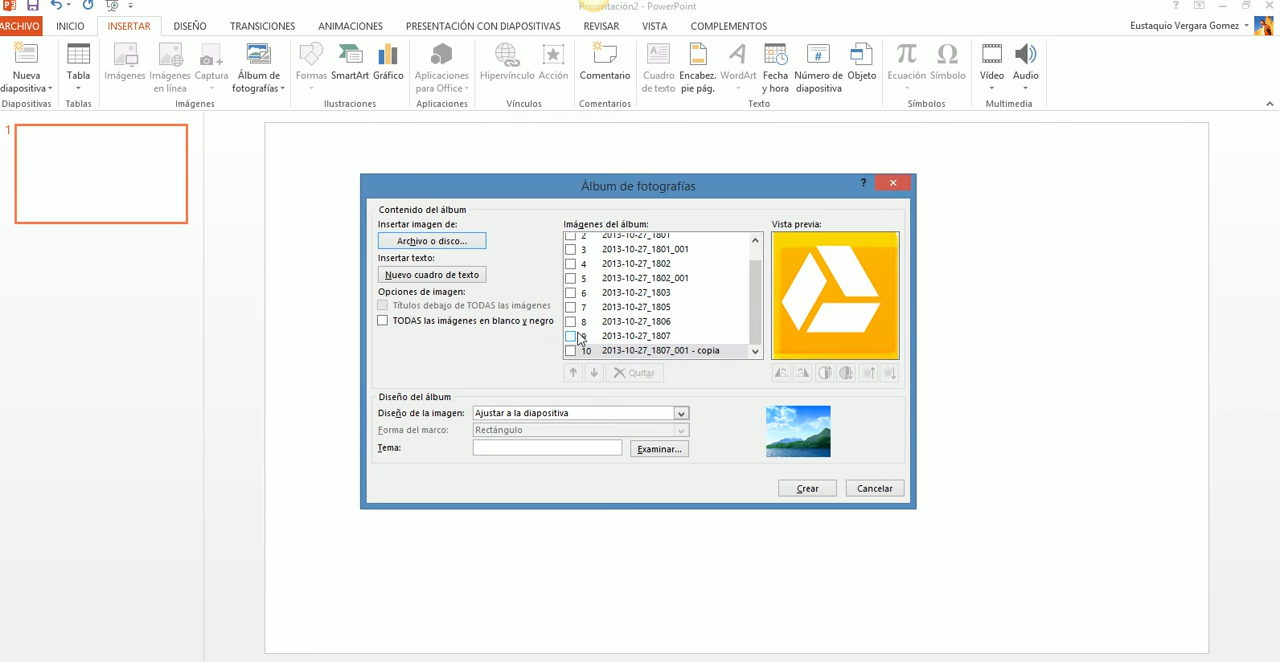 Presentación2 - PowerPoint
?
ARCHIVO INICIO INSERTAR DISEÑO TRANSICIONES ANIMACIONES PRESENTACIÓN CON DIAPOSITIVAS REVISAR VISTA COMPLEMENTOS
Eustaquio Vergara Gomez
Nueva diapositiva
Tabla
Imágenes
Imágenes en línea
Captura
Álbum de fotografías
Formas
SmartArt
Gráfico
Aplicaciones para Office
Hipervínculo
Acción
Comentario
Cuadro de texto
Encabez. pie pág.
WordArt
Fecha y hora
Número de diapositiva
Objeto
Ecuación
Símbolo
Vídeo
Audio
Diapositivas Tablas Imágenes Ilustraciones Aplicaciones Vínculos Comentarios Texto Símbolos Multimedia
1
Álbum de fotografías
?
Contenido del álbum
Insertar imagen de:
Archivo o disco...
Insertar texto:
Nuevo cuadro de texto
Opciones de imagen:
Títulos debajo de TODAS las imágenes
TODAS las imágenes en blanco y negro
Imágenes del álbum:
2 2013-10-27_1801
3 2013-10-27_1801_001
4 2013-10-27_1802
5 2013-10-27_1802_001
6 2013-10-27_1803
7 2013-10-27_1805
8 2013-10-27_1806
9 2013-10-27_1807
10 2013-10-27_1807_001 - copia
Quitar
Vista previa:
Diseño del álbum
Diseño de la imagen: Ajustar a la diapositiva
Forma del marco: Rectángulo
Tema:
Examinar...
Crear
Cancelar